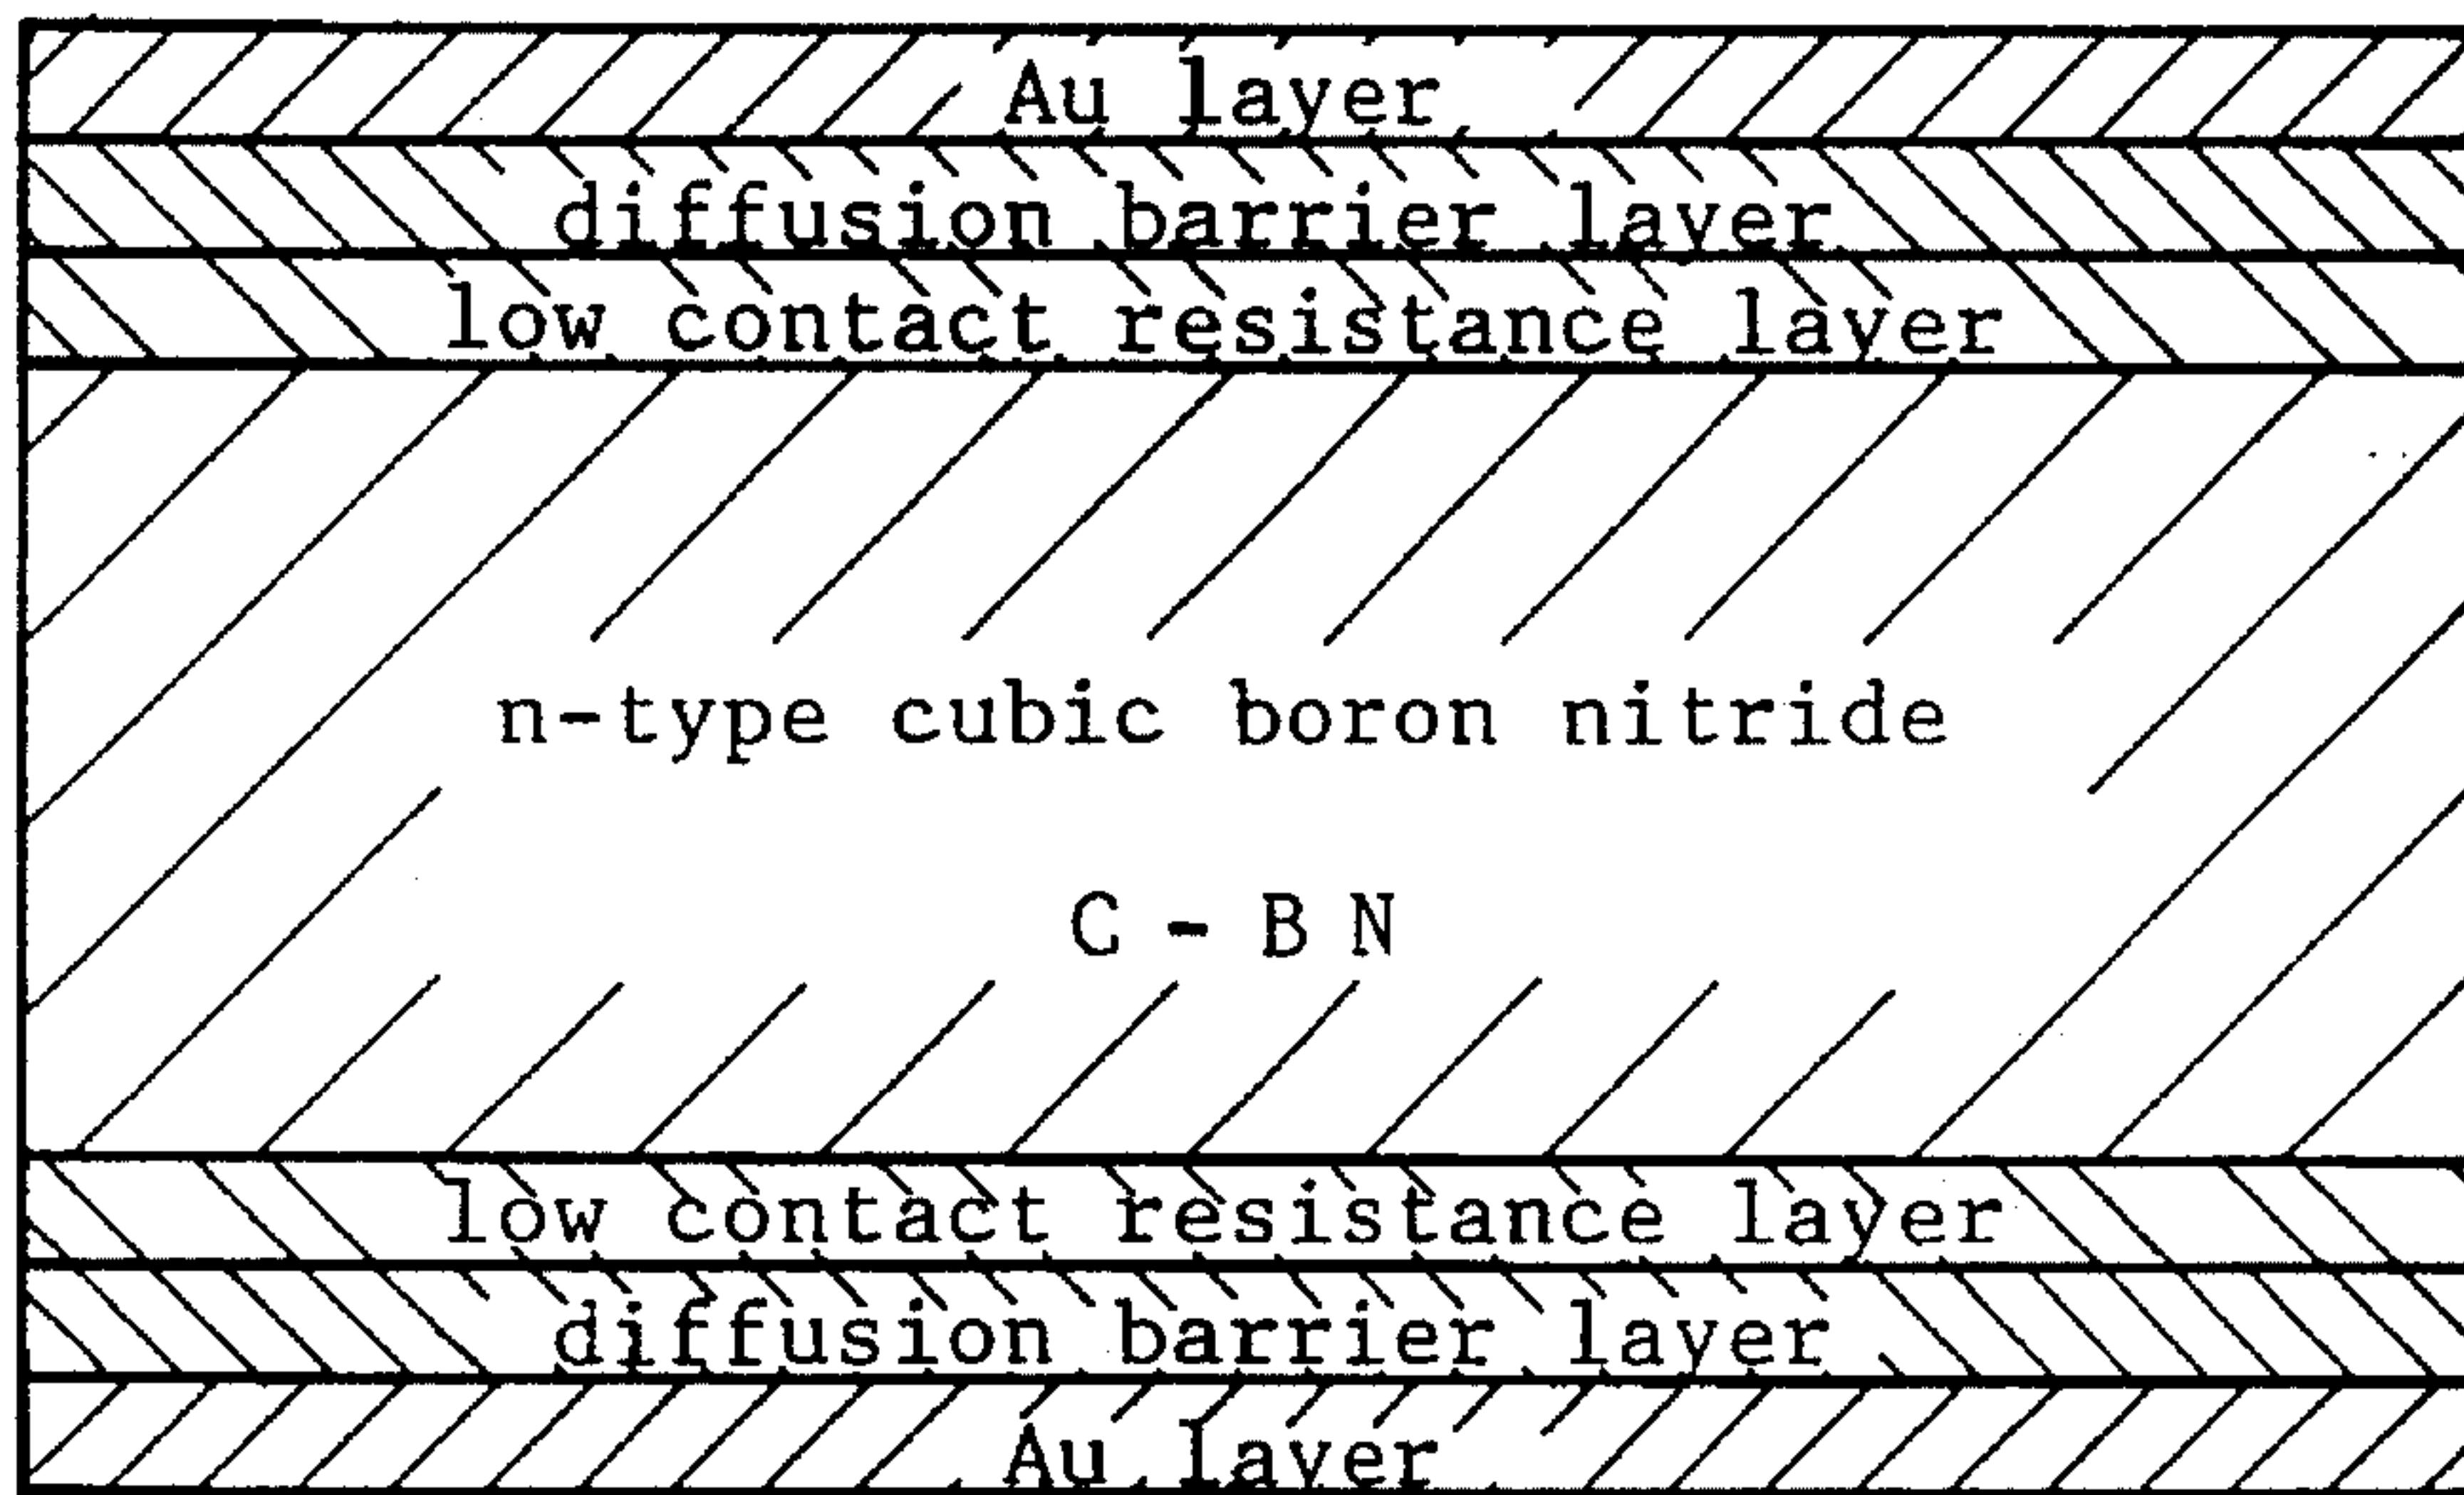 Au layer
diffusion barrier layer
low contact resistance layer
n-type cubic boron nitride
C - B N
low contact resistance layer
diffusion barrier layer
Au layer